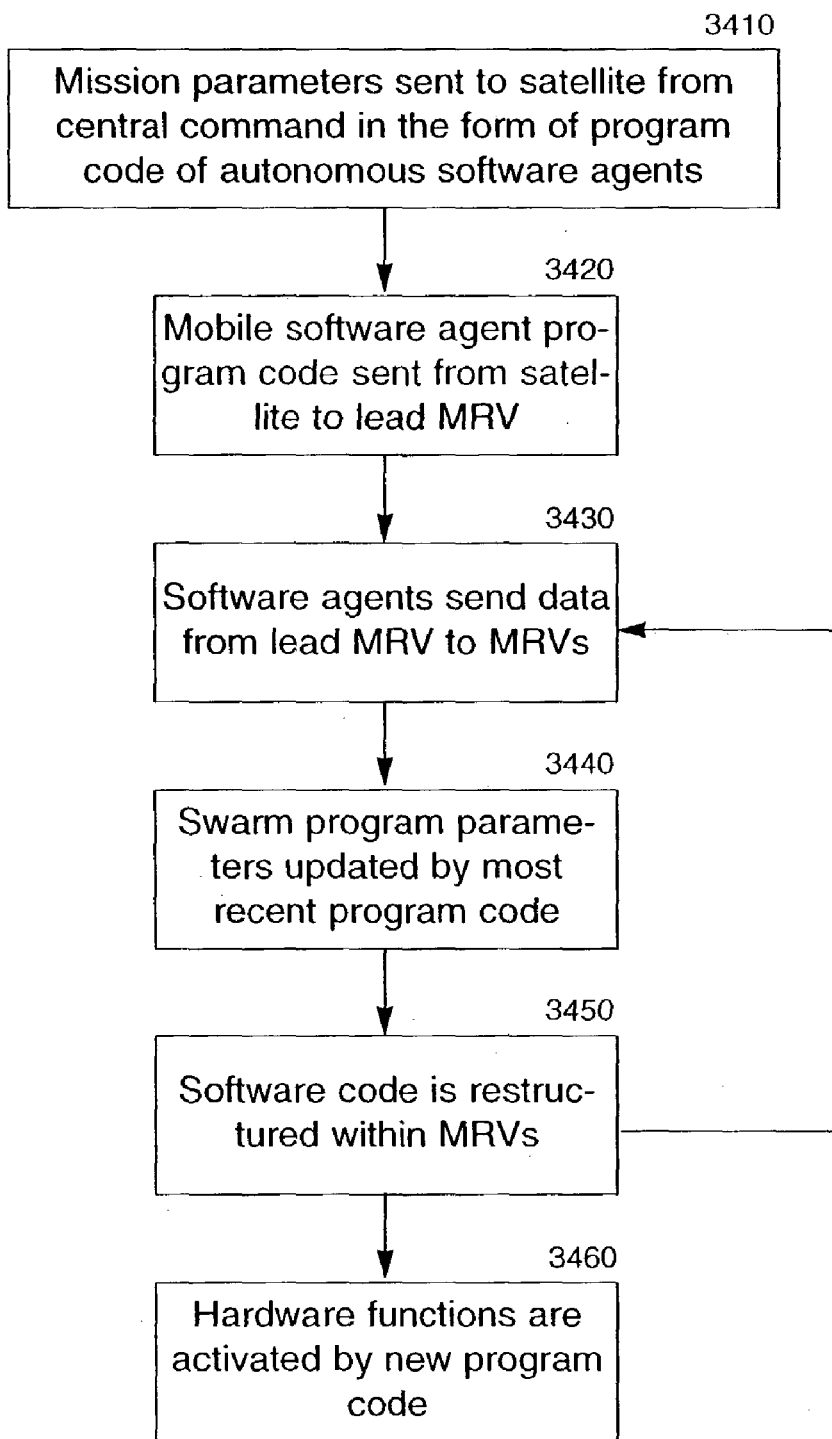 3410
Mission parameters sent to satellite from
central command in the form of program
code of autonomous software agents
3420
Mobile software agent pro-
gram code sent from satel-
lite to lead MRV
3430
Software agents send data
from lead MRV to MRVs
3440
Swarm program parame-
ters updated by most
recent program code
3450
Software code is restruc-
tured within MRVs
3460
Hardware functions are
activated by new program
code